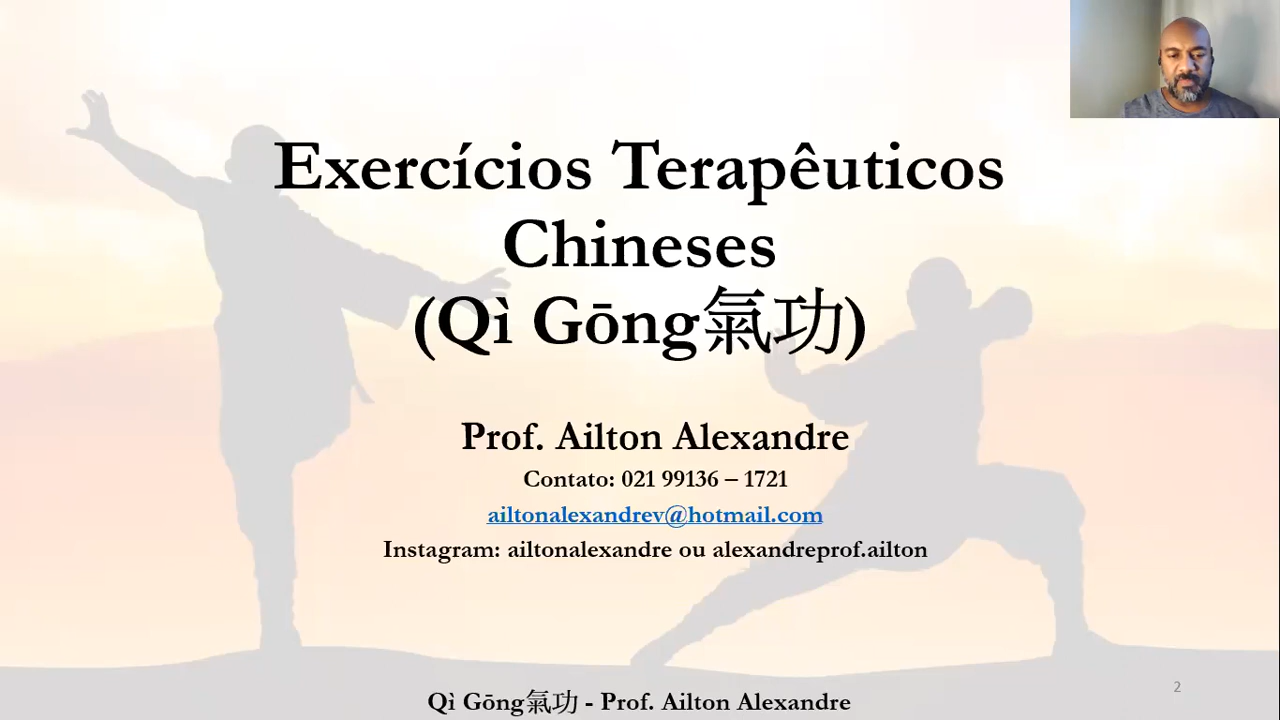 Exercícios Terapêuticos
Chineses
(Qì Gōng氣功)
Prof. Ailton Alexandre
Contato: 021 99136 – 1721
ailtonalexandrev@hotmail.com
Instagram: ailtonalexandre ou alexandreprof.ailton
2
Qì Gōng氣功 - Prof. Ailton Alexandre